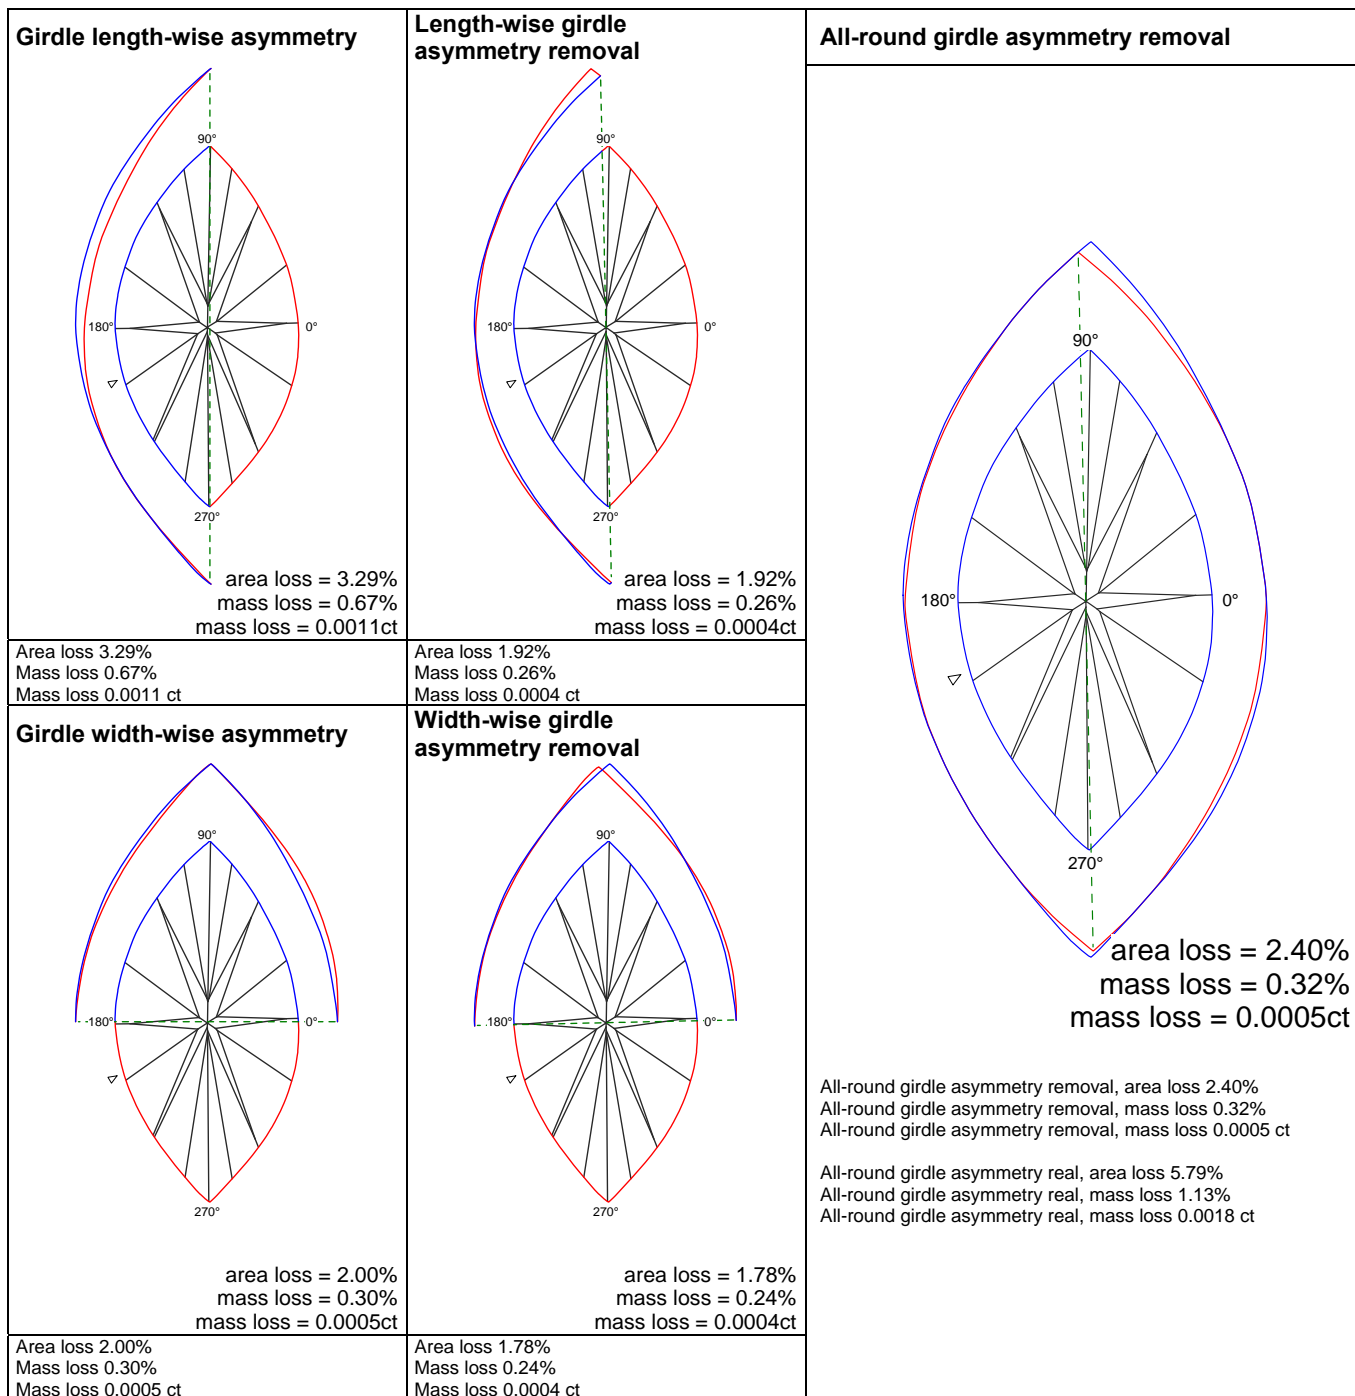 Girdle length-wise asymmetry
90°
180°
0°
270°
area loss = 3.29%
mass loss = 0.67%
mass loss = 0.0011ct
Area loss 3.29%
Mass loss 0.67%
Mass loss 0.0011 ct
Length-wise girdle
asymmetry removal
90°
180°
0°
270°
area loss = 1.92%
mass loss = 0.26%
mass loss = 0.0004ct
Area loss 1.92%
Mass loss 0.26%
Mass loss 0.0004 ct
Girdle width-wise asymmetry
90°
180°
0°
270°
area loss = 2.00%
mass loss = 0.30%
mass loss = 0.0005ct
Area loss 2.00%
Mass loss 0.30%
Mass loss 0.0005 ct
Width-wise girdle
asymmetry removal
90°
180°
0°
270°
area loss = 1.78%
mass loss = 0.24%
mass loss = 0.0004ct
Area loss 1.78%
Mass loss 0.24%
Mass loss 0.0004 ct
All-round girdle asymmetry removal
90°
180°
0°
270°
area loss = 2.40%
mass loss = 0.32%
mass loss = 0.0005ct
All-round girdle asymmetry removal, area loss 2.40%
All-round girdle asymmetry removal, mass loss 0.32%
All-round girdle asymmetry removal, mass loss 0.0005 ct
All-round girdle asymmetry real, area loss 5.79%
All-round girdle asymmetry real, mass loss 1.13%
All-round girdle asymmetry real, mass loss 0.0018 ct